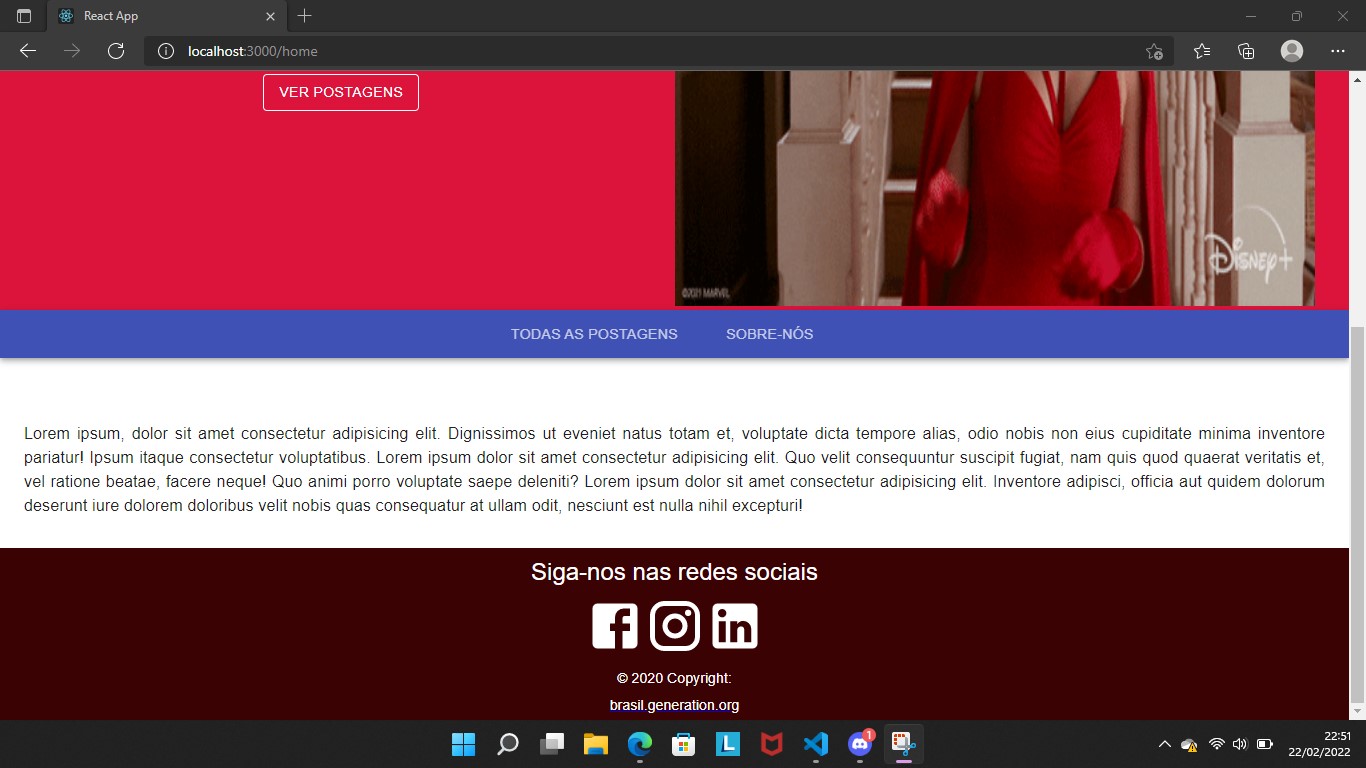 React App
localhost:3000/home
VER POSTAGENS
DISNEY+
©2021 MARVEL
TODAS AS POSTAGENS SOBRE-NÓS
Lorem ipsum, dolor sit amet consectetur adipisicing elit. Dignissimos ut eveniet natus totam et, voluptate dicta tempore alias, odio nobis non eius cupiditate minima inventore
pariatur! Ipsum itaque consectetur voluptatibus. Lorem ipsum dolor sit amet consectetur adipisicing elit. Quo velit consequuntur suscipit fugiat, nam quis quod quaerat veritatis et,
vel ratione beatae, facere neque! Quo animi porro voluptate saepe deleniti? Lorem ipsum dolor sit amet consectetur adipisicing elit. Inventore adipisci, officia aut quidem dolorum
deserunt iure dolorem doloribus velit nobis quas consequatur at ullam odit, nesciunt est nulla nihil excepturi!
Siga-nos nas redes sociais
© 2020 Copyright:
brasil.generation.org
L
1
22:51
22/02/2022